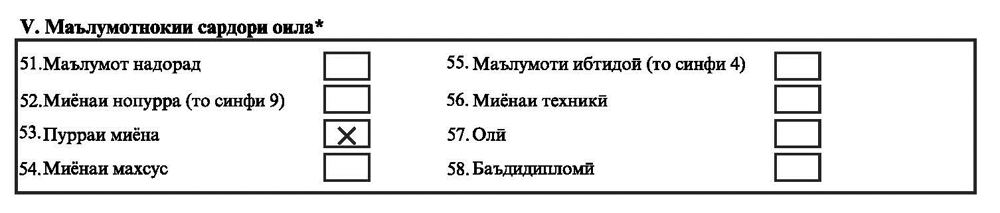 V. Маълумотнокии сардори оила*
51.Маълумот надорад
55. Маълумоти ибтидоӣ (то синфи 4)
52.Миёнаи нопурра (то синфи 9)
56. Миёнаи техникӣ
53.Пурраи миёна ×
57. Олӣ
54.Миёнаи махсус
58. Баъдидипломӣ